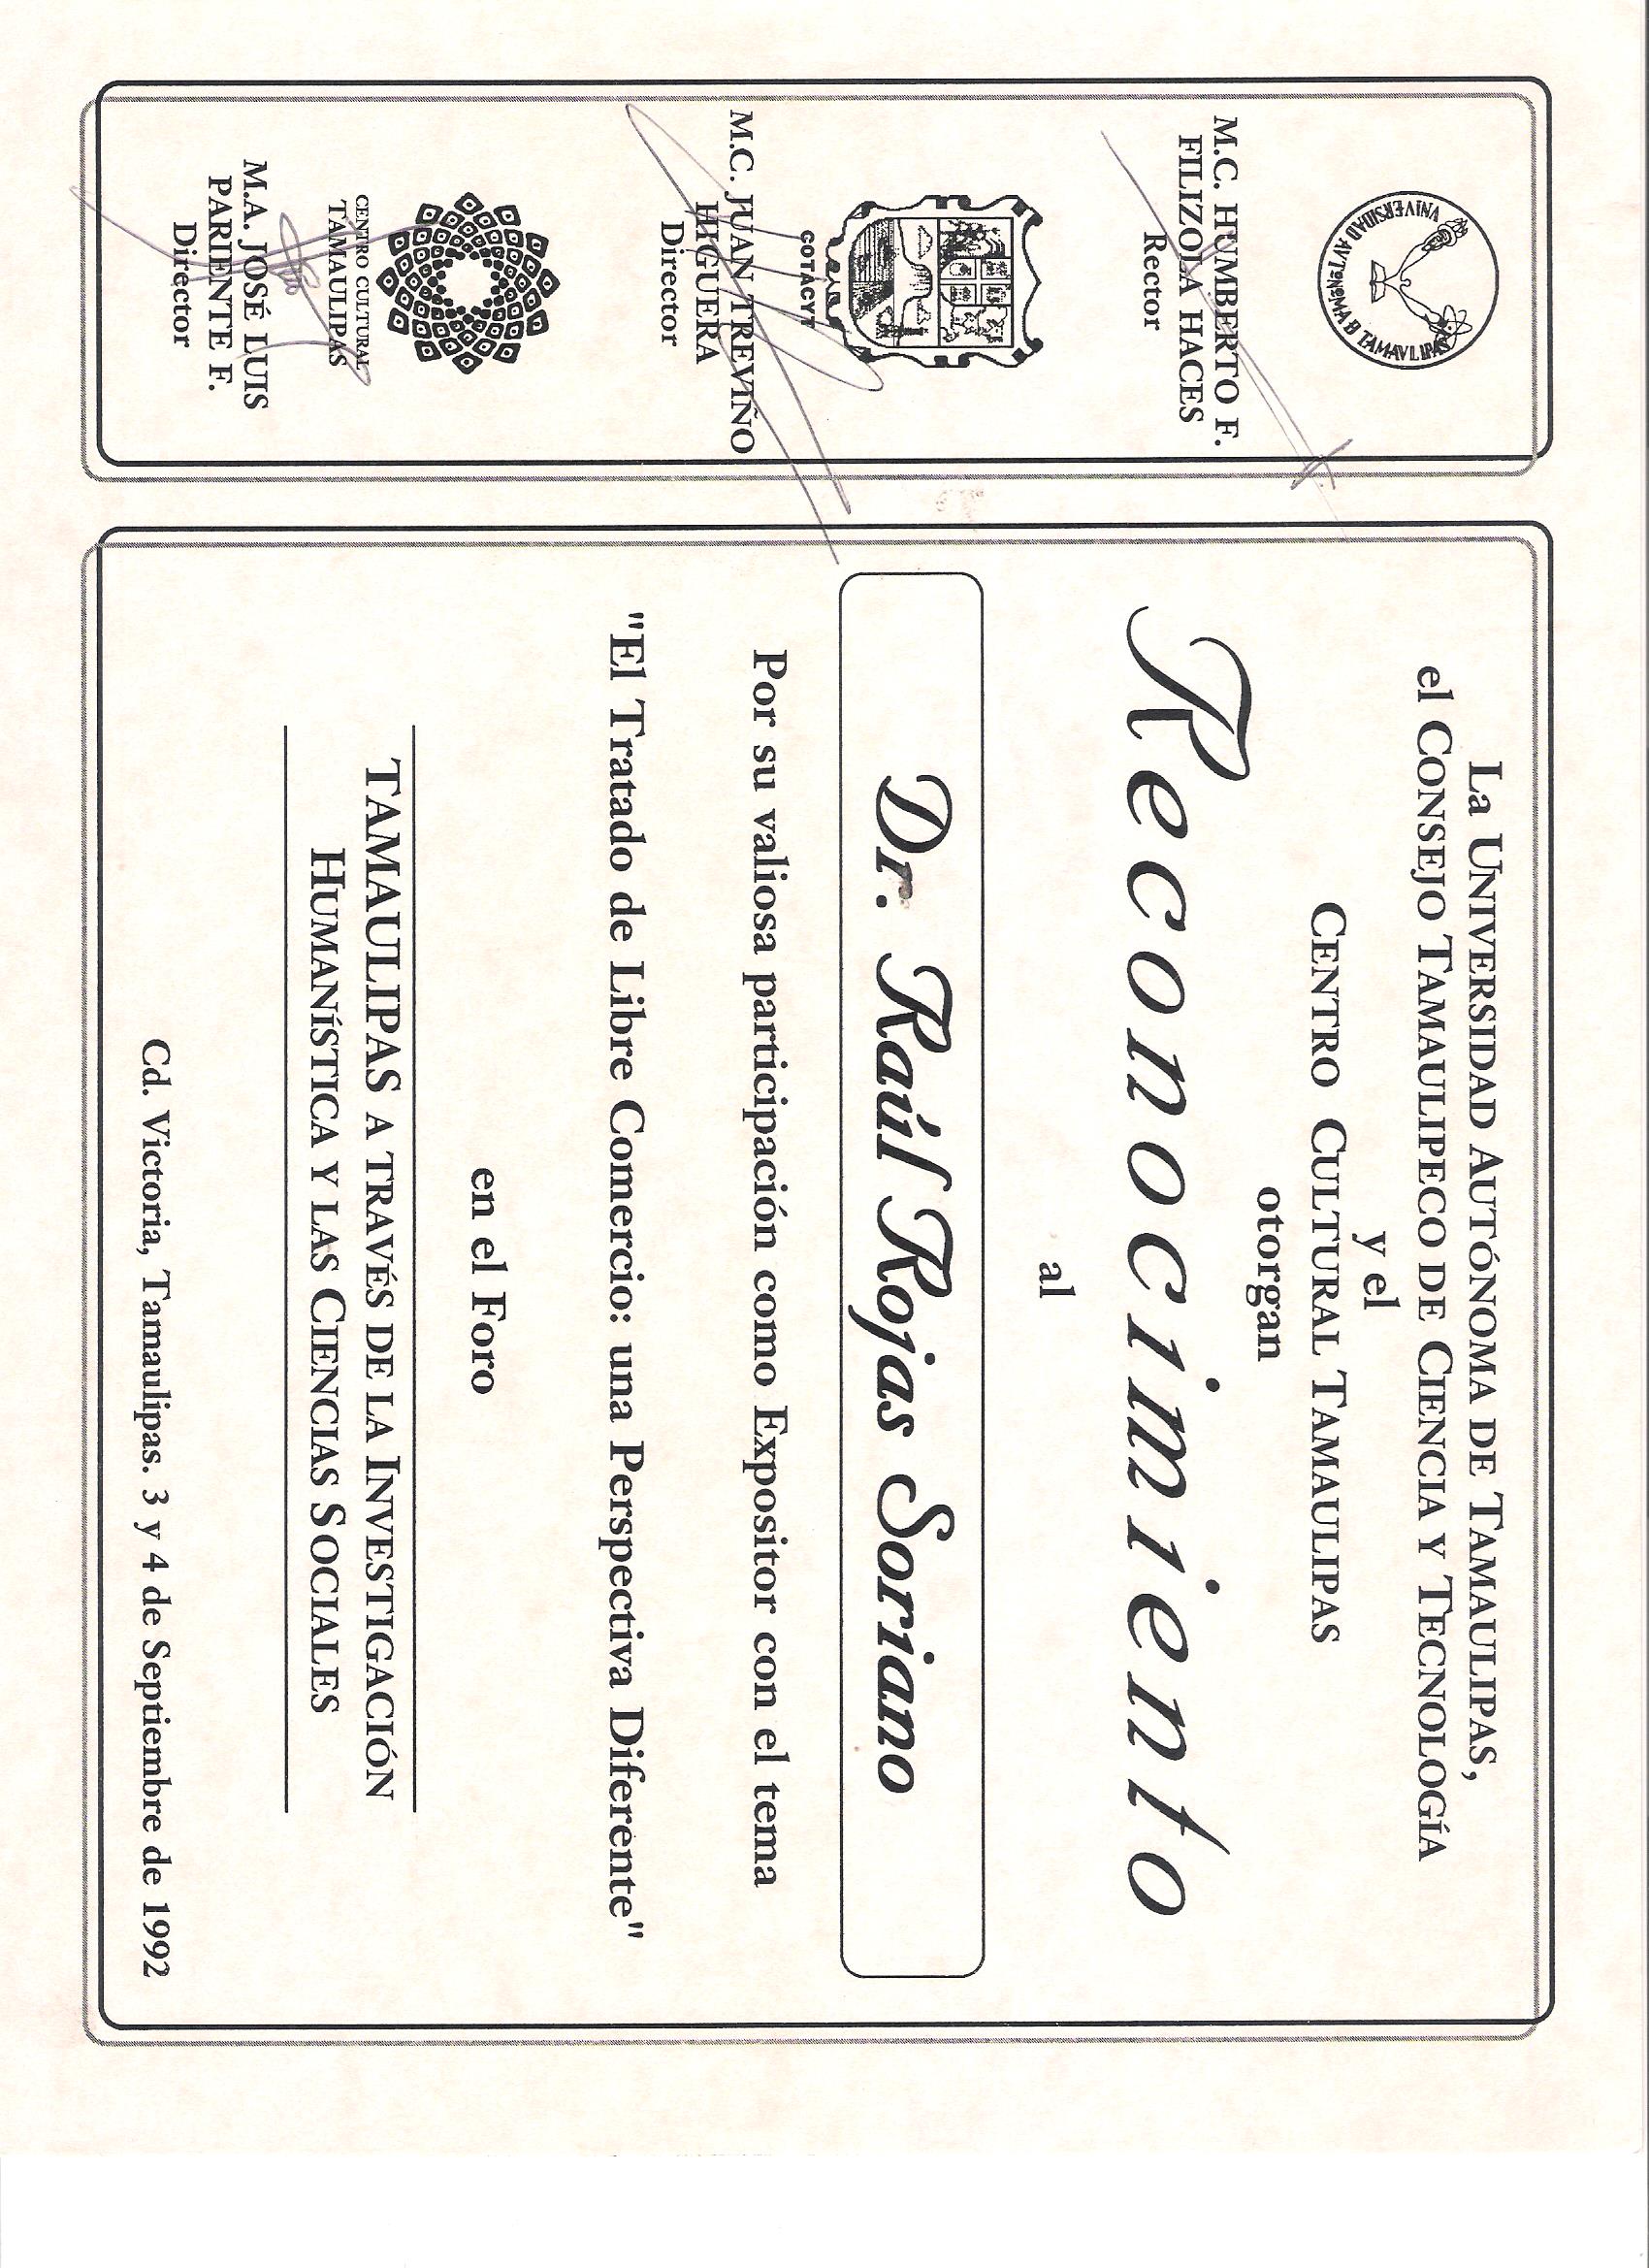 VNIVERSIDAD AVTóNOMA D TAMAVLIPAS
M.C. HUMBERTO F.
FILIZOLA HACES
Rector
COTACYT
M.C. JUAN TREVIÑO
HIGUERA
Director
CENTRO CULTURAL
TAMAULIPAS
M.A. JOSÉ LUIS
PARIENTE F.
Director
La UNIVERSIDAD AUTÓNOMA DE TAMAULIPAS,
el CONSEJO TAMAULIPECO DE CIENCIA Y TECNOLOGÍA
y el
CENTRO CULTURAL TAMAULIPAS
otorgan
Reconocimiento
al
Dr. Raúl Rojas Soriano
Por su valiosa participación como Expositor con el tema
"El Tratado de Libre Comercio: una Perspectiva Diferente"
en el Foro
TAMAULIPAS A TRAVÉS DE LA INVESTIGACIÓN
HUMANÍSTICA Y LAS CIENCIAS SOCIALES
Cd. Victoria, Tamaulipas. 3 y 4 de Septiembre de 1992